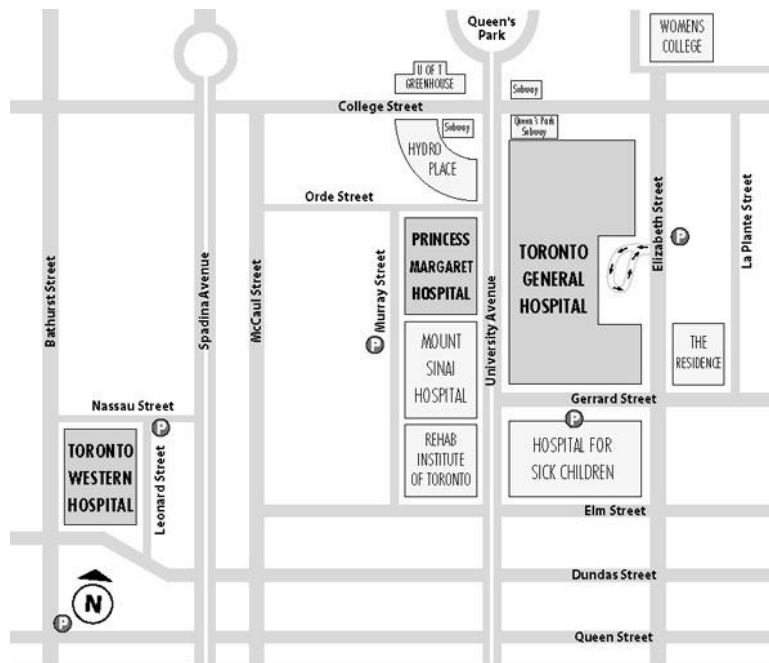 Queen's
Park
WOMENS
COLLEGE
U OF T
GREENHOUSE
Subway
College Street
Subway
Queen's Park
Subway
HYDRO
PLACE
Orde Street
PRINCESS
MARGARET
HOSPITAL
TORONTO
GENERAL
HOSPITAL
P
Elizabeth Street
La Plante Street
Bathurst Street
Spadina Avenue
McCaul Street
Murray Street
University Avenue
P
MOUNT
SINAI
HOSPITAL
THE
RESIDENCE
Nassau Street
Gerrard Street
P
P
TORONTO
WESTERN
HOSPITAL
Leonard Street
REHAB
INSTITUTE
OF TORONTO
HOSPITAL FOR
SICK CHILDREN
Elm Street
Dundas Street
N
P
Queen Street